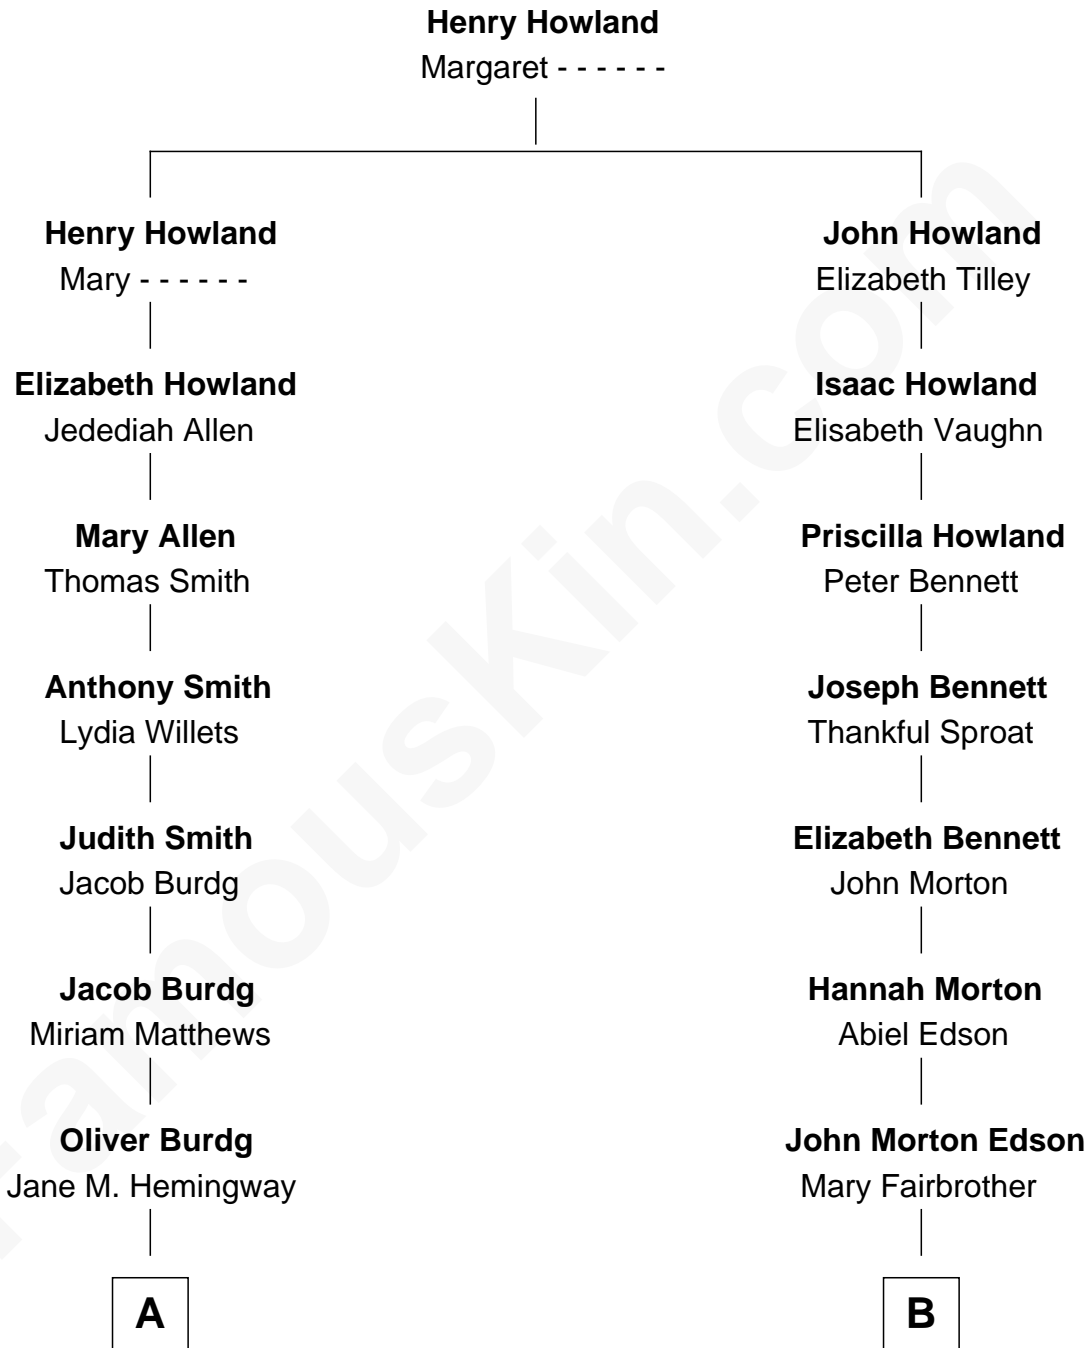 Henry Howland
Margaret - - - - - -
Henry Howland
Mary - - - - - -
John Howland
Elizabeth Tilley
Elizabeth Howland
Jedediah Allen
Isaac Howland
Elisabeth Vaughn
Mary Allen
Thomas Smith
Priscilla Howland
Peter Bennett
Anthony Smith
Lydia Willets
Joseph Bennett
Thankful Sproat
Judith Smith
Jacob Burdg
Elizabeth Bennett
John Morton
Jacob Burdg
Miriam Matthews
Hannah Morton
Abiel Edson
Oliver Burdg
Jane M. Hemingway
John Morton Edson
Mary Fairbrother
A
B
FamousKin.com